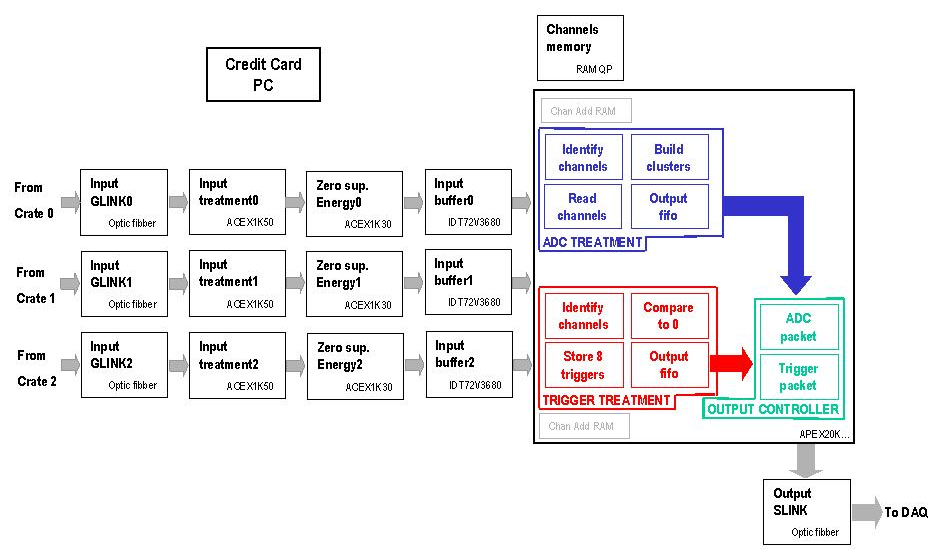 Channels
memory
RAM QP
Credit Card
PC
Chan Add RAM
Identify
channels
Build
clusters
Read
channels
Output
fifo
ADC TREATMENT
From
Crate 0
Input
GLINK0
Optic fibber
Input
treatment0
ACEX1K50
Zero sup.
Energy0
ACEX1K30
Input
buffer0
IDT72V3680
From
Crate 1
Input
GLINK1
Optic fibber
Input
treatment1
ACEX1K50
Zero sup.
Energy1
ACEX1K30
Input
buffer1
IDT72V3680
From
Crate 2
Input
GLINK2
Optic fibber
Input
treatment2
ACEX1K50
Zero sup.
Energy2
ACEX1K30
Input
buffer2
IDT72V3680
Identify
channels
Compare
to 0
Store 8
triggers
Output
fifo
TRIGGER TREATMENT
ADC
packet
Trigger
packet
OUTPUT CONTROLLER
Chan Add RAM
APEX20K...
Output
SLINK
Optic fibber
To DAQ